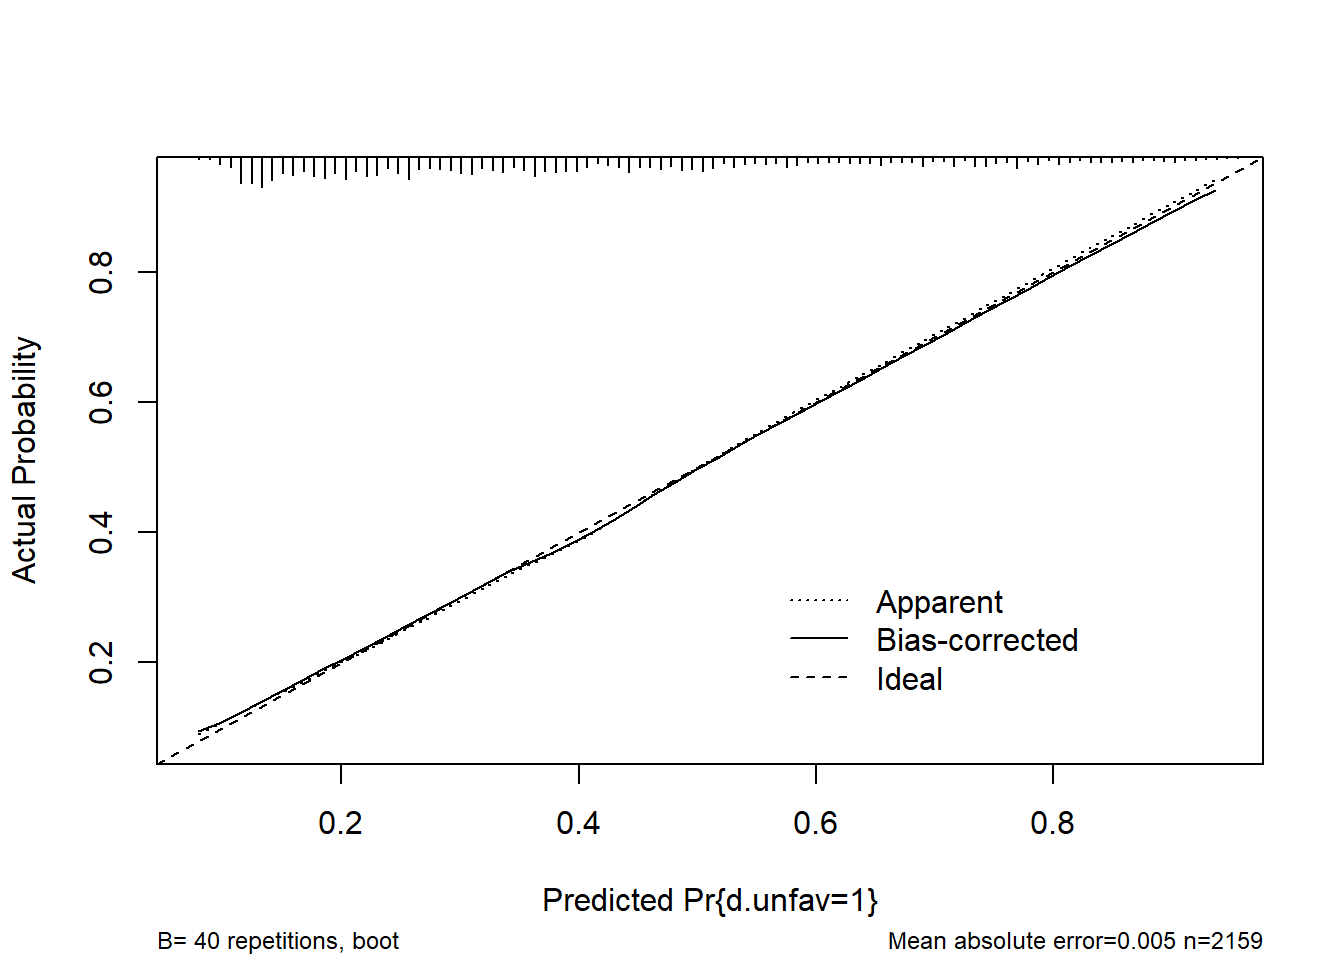 Actual Probability
0.8
0.6
0.4
0.2
Apparent
Bias-corrected
Ideal
0.2 0.4 0.6 0.8
Predicted Pr{d.unfav=1}
B= 40 repetitions, boot
Mean absolute error=0.005 n=2159